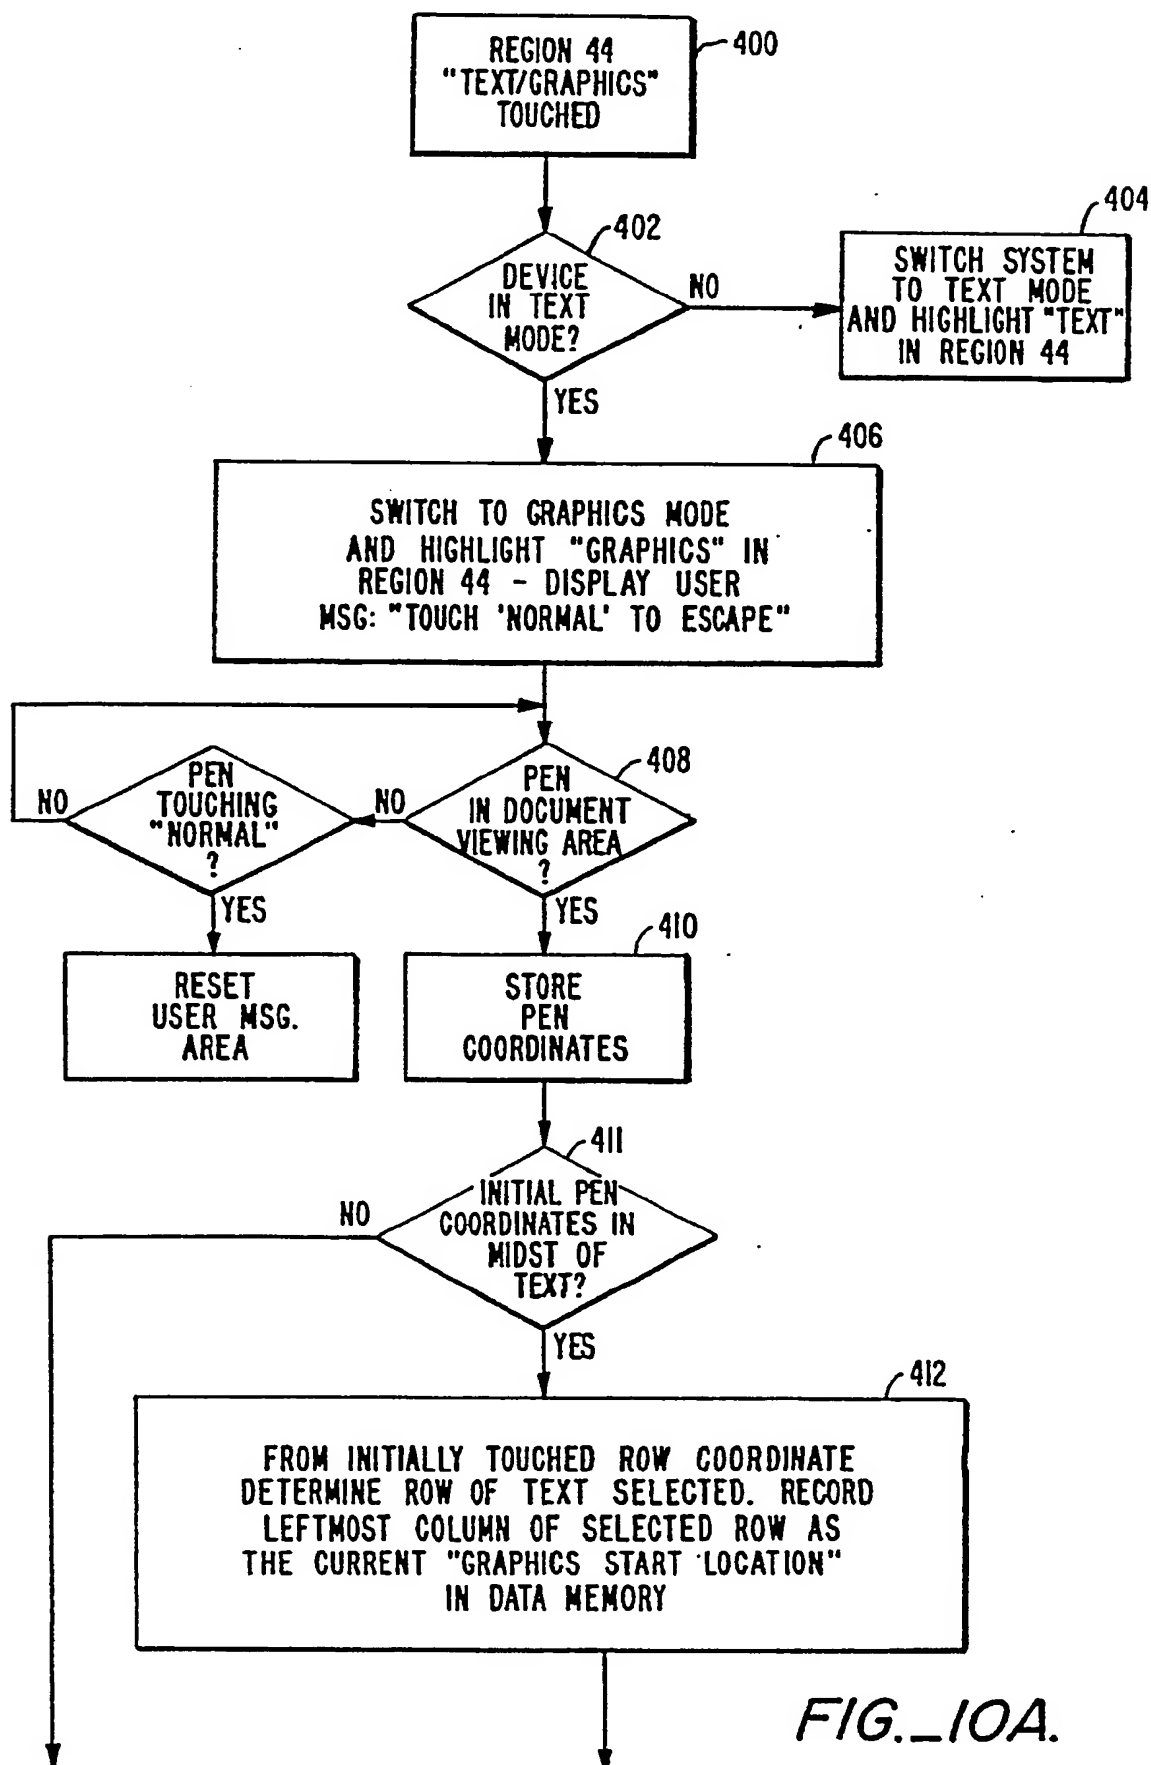 REGION 44
"TEXT/GRAPHICS"
TOUCHED
400
402
DEVICE
IN TEXT
MODE?
NO
YES
404
SWITCH SYSTEM
TO TEXT MODE
AND HIGHLIGHT "TEXT"
IN REGION 44
406
SWITCH TO GRAPHICS MODE
AND HIGHLIGHT "GRAPHICS" IN
REGION 44 - DISPLAY USER
MSG: "TOUCH 'NORMAL' TO ESCAPE"
408
PEN
IN DOCUMENT
VIEWING AREA
?
NO
YES
PEN
TOUCHING
"NORMAL"
?
NO
YES
RESET
USER MSG.
AREA
410
STORE
PEN
COORDINATES
411
INITIAL PEN
COORDINATES IN
MIDST OF
TEXT?
NO
YES
412
FROM INITIALLY TOUCHED ROW COORDINATE
DETERMINE ROW OF TEXT SELECTED. RECORD
LEFTMOST COLUMN OF SELECTED ROW AS
THE CURRENT "GRAPHICS START LOCATION"
IN DATA MEMORY
FIG._10A.